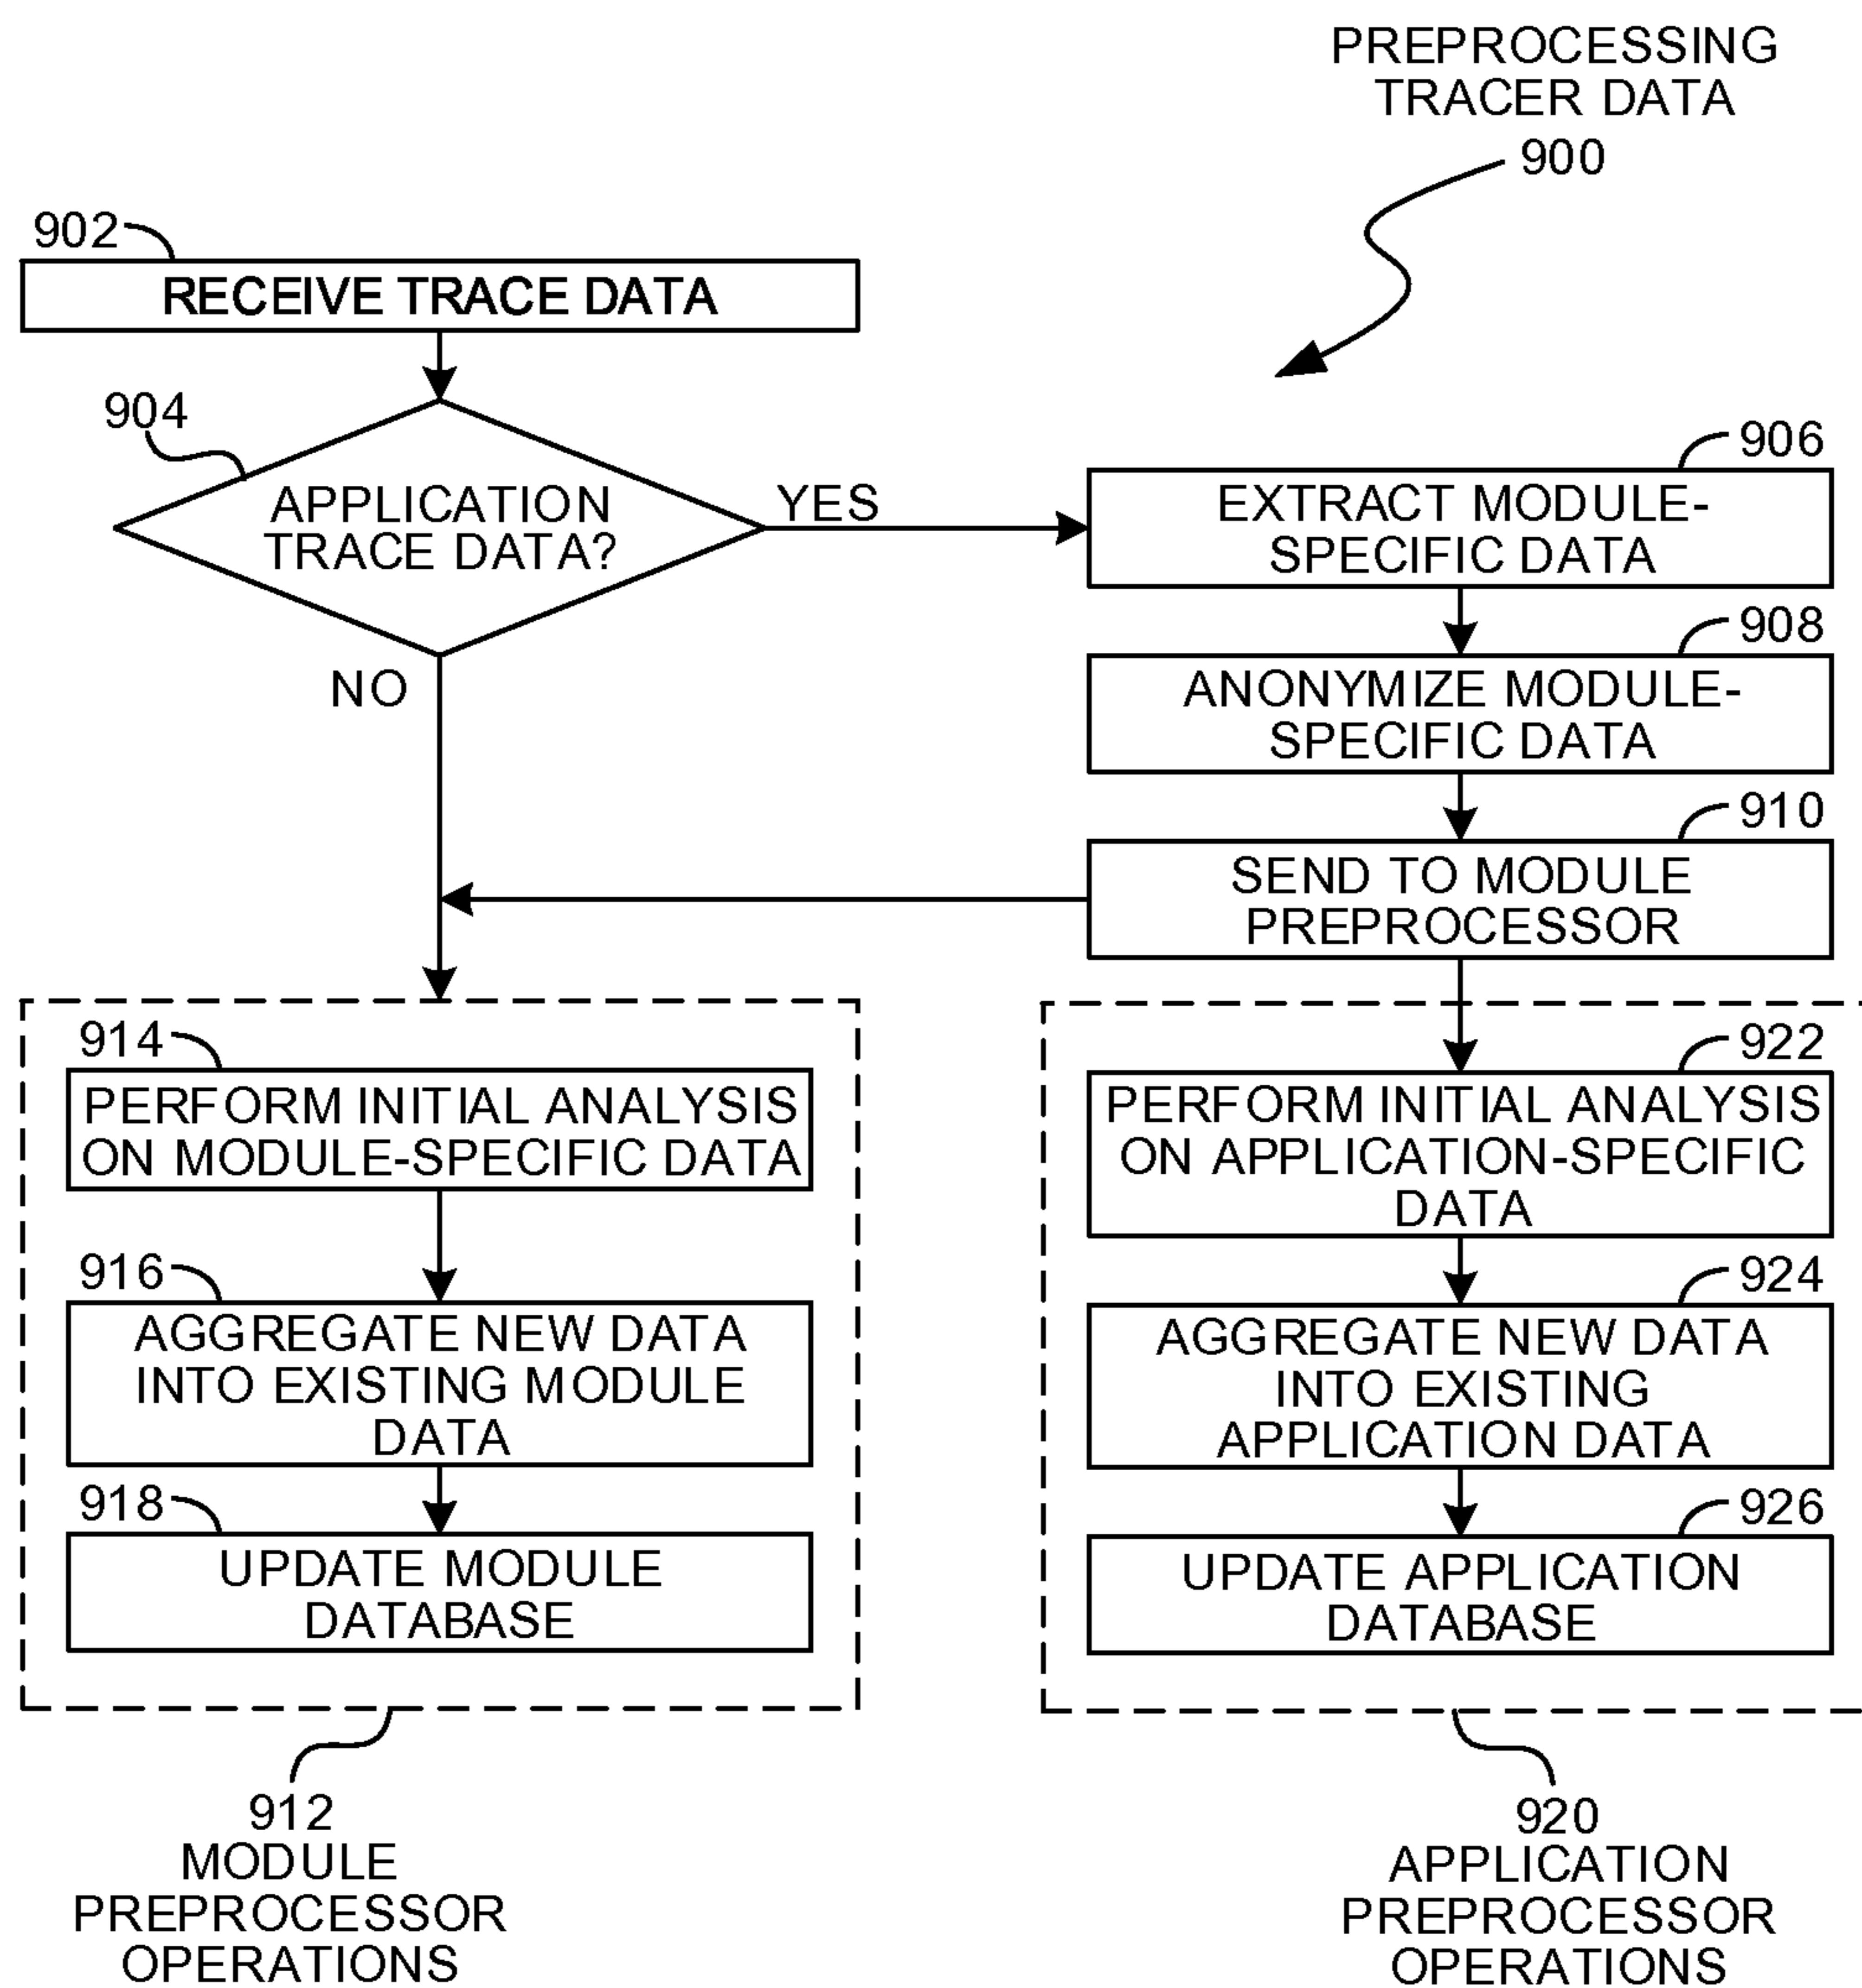 PREPROCESSING
TRACER DATA
900
902
RECEIVE TRACE DATA
904
APPLICATION
TRACE DATA?
YES
NO
906
EXTRACT MODULE-
SPECIFIC DATA
908
ANONYMIZE MODULE-
SPECIFIC DATA
910
SEND TO MODULE
PREPROCESSOR
914
PERFORM INITIAL ANALYSIS
ON MODULE-SPECIFIC DATA
916
AGGREGATE NEW DATA
INTO EXISTING MODULE
DATA
918
UPDATE MODULE
DATABASE
912
MODULE
PREPROCESSOR
OPERATIONS
922
PERFORM INITIAL ANALYSIS
ON APPLICATION-SPECIFIC
DATA
924
AGGREGATE NEW DATA
INTO EXISTING
APPLICATION DATA
926
UPDATE APPLICATION
DATABASE
920
APPLICATION
PREPROCESSOR
OPERATIONS